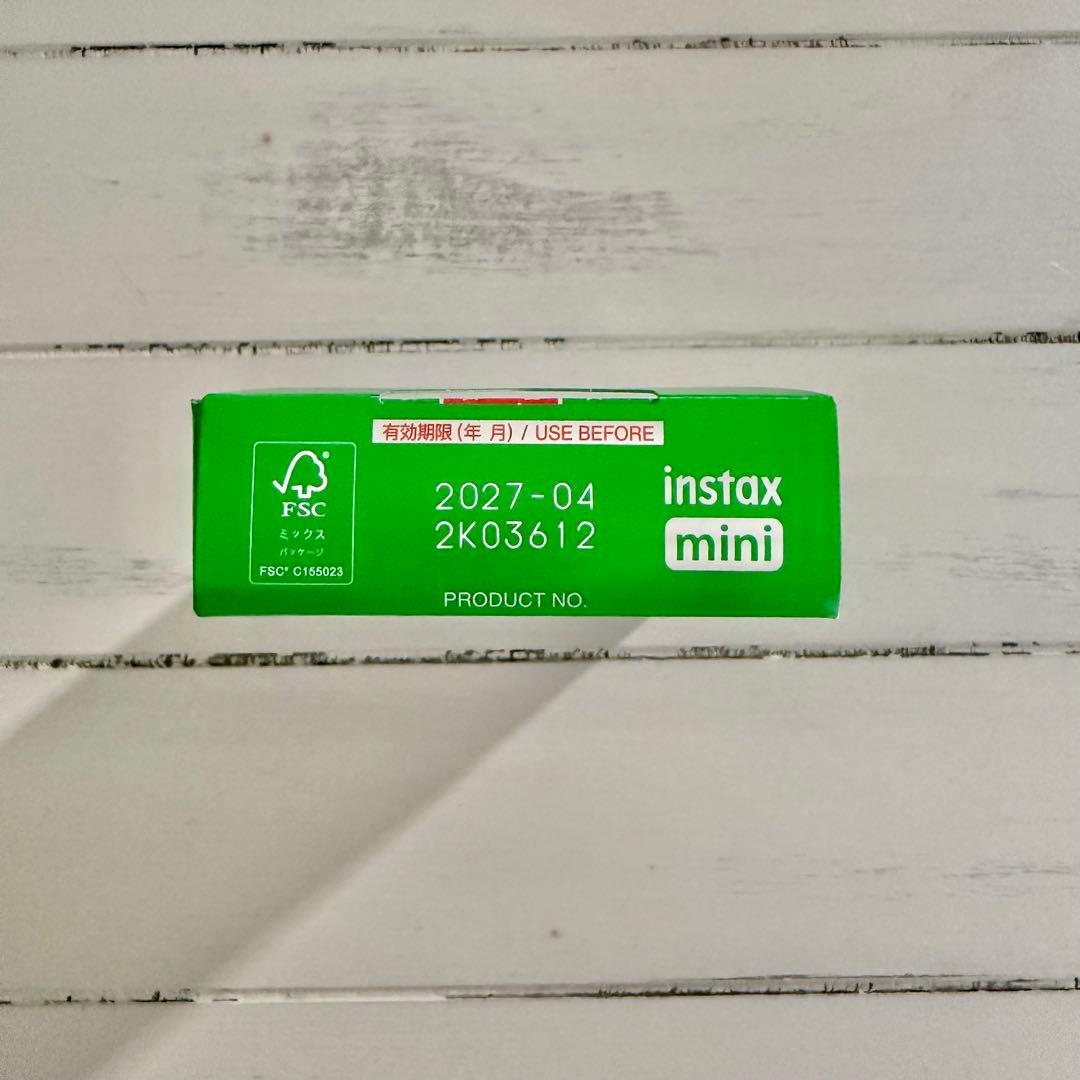 有効期限(年 月) / USE BEFORE
2027-04
2K03612
PRODUCT NO.
FSC
ミックス
パッケージ
FSC® C155023
instax
mini